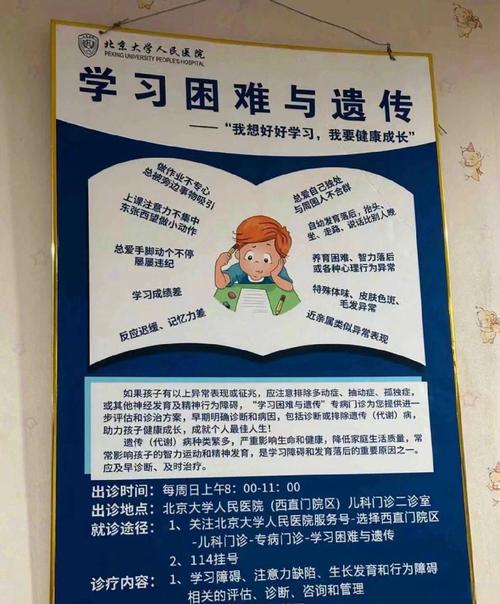 北京大学人民医院
PEKING UNIVERSITY PEOPLE'S HOSPITAL
学习困难与遗传
——“我想好好学习，我要健康成长”
做作业不专心
总被旁边事物吸引
上课注意力不集中
东张西望做小动作
总爱手脚动个不停
屡屡违纪
学习成绩差
反应迟缓、记忆力差
总爱自己独处
与周围人不合群
自幼发育落后，抬头、
坐、走路、说话比别人晚
养育困难、智力落后
或各种心理行为异常
特殊体味、皮肤色斑、
毛发异常
近亲属类似异常表现
如果孩子有以上异常表现或征兆，应注意排除多动症、抽动症、孤独症，
或其他神经发育及精神行为障碍，“学习困难与遗传”专病门诊为您提供进一
步评估和诊治方案，早期明确诊断和病因，包括诊断或排除遗传（代谢）病，
助力孩子健康成长，成就个人最佳人生！
遗传（代谢）病种类繁多，严重影响生命和健康，降低家庭生活质量，常
常影响孩子的智力运动和精神发育，是学习障碍和发育落后的重要原因之一。
应及早诊断、及时治疗。
出诊时间：每周日上午8：00-11：00
出诊地点：北京大学人民医院（西直门院区）儿科门诊二诊室
就诊途径：1、关注北京大学人民医院服务号-选择西直门院区
-儿科门诊-专病门诊-学习困难与遗传
2、114挂号
诊疗内容：1、学习障碍、注意力缺陷、生长发育和行为障碍
相关的评估、诊断、咨询和管理